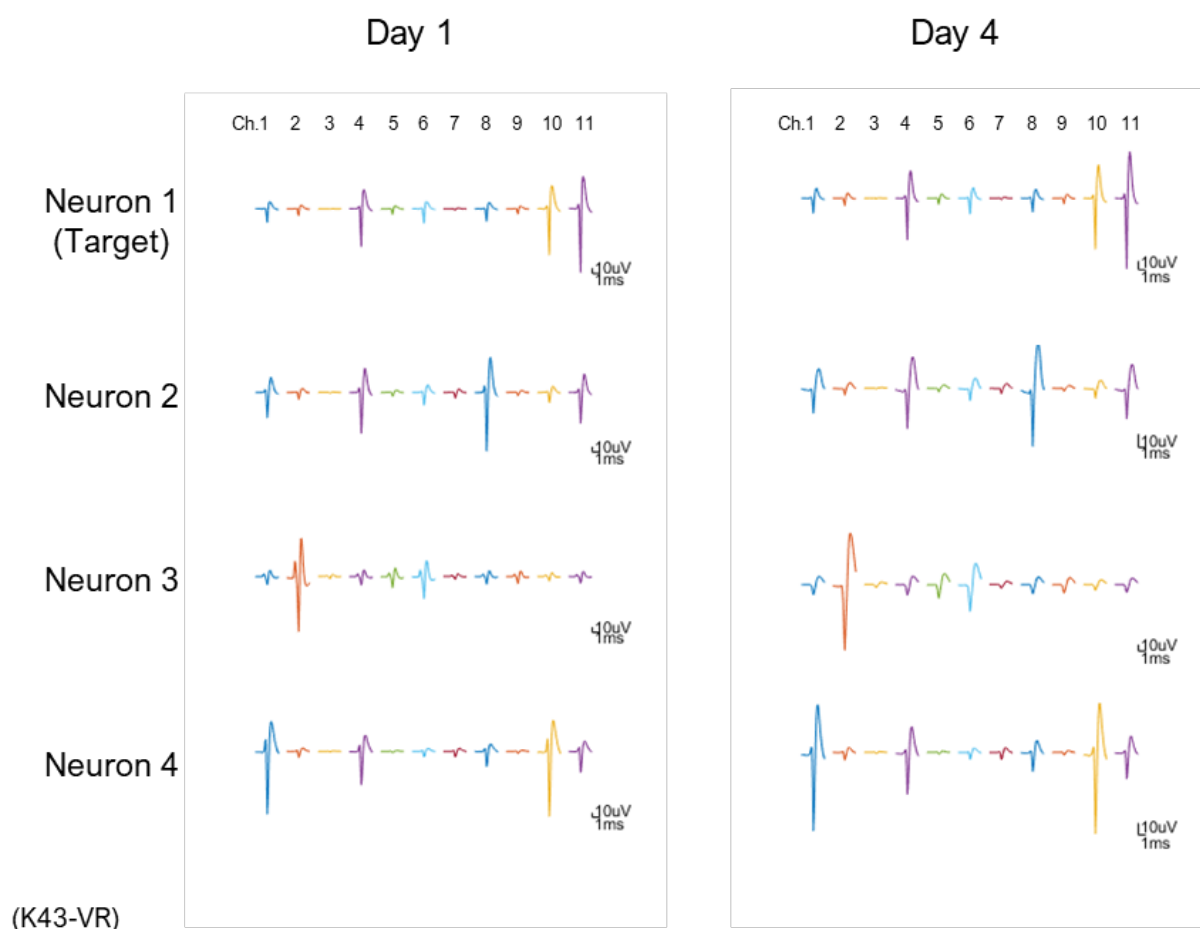 Day 1
Day 4
Ch.1 2 3 4 5 6 7 8 9 10 11
Ch.1 2 3 4 5 6 7 8 9 10 11
Neuron 1
(Target)
10uV
1ms
10uV
1ms
Neuron 2
10uV
1ms
10uV
1ms
Neuron 3
10uV
1ms
10uV
1ms
Neuron 4
10uV
1ms
10uV
1ms
(K43-VR)